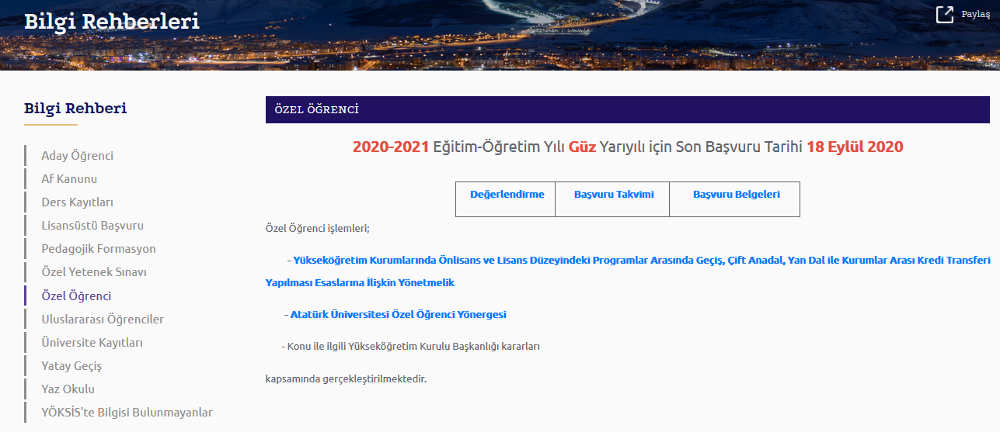 Bilgi Rehberleri
Paylaş
Bilgi Rehberi
Aday Öğrenci
Af Kanunu
Ders Kayıtları
Lisansüstü Başvuru
Pedagojik Formasyon
Özel Yetenek Sınavı
Özel Öğrenci
Uluslararası Öğrenciler
Üniversite Kayıtları
Yatay Geçiş
Yaz Okulu
YÖKSİS'te Bilgisi Bulunmayanlar
ÖZEL ÖĞRENCİ
2020-2021 Eğitim-Öğretim Yılı Güz Yarıyılı için Son Başvuru Tarihi 18 Eylül 2020
Değerlendirme Başvuru Takvimi Başvuru Belgeleri
Özel Öğrenci işlemleri;
- Yükseköğretim Kurumlarında Önlisans ve Lisans Düzeyindeki Programlar Arasında Geçiş, Çift Anadal, Yan Dal ile Kurumlar Arası Kredi Transferi
Yapılması Esaslarına İlişkin Yönetmelik
- Atatürk Üniversitesi Özel Öğrenci Yönergesi
- Konu ile ilgili Yükseköğretim Kurulu Başkanlığı kararları
kapsamında gerçekleştirilmektedir.